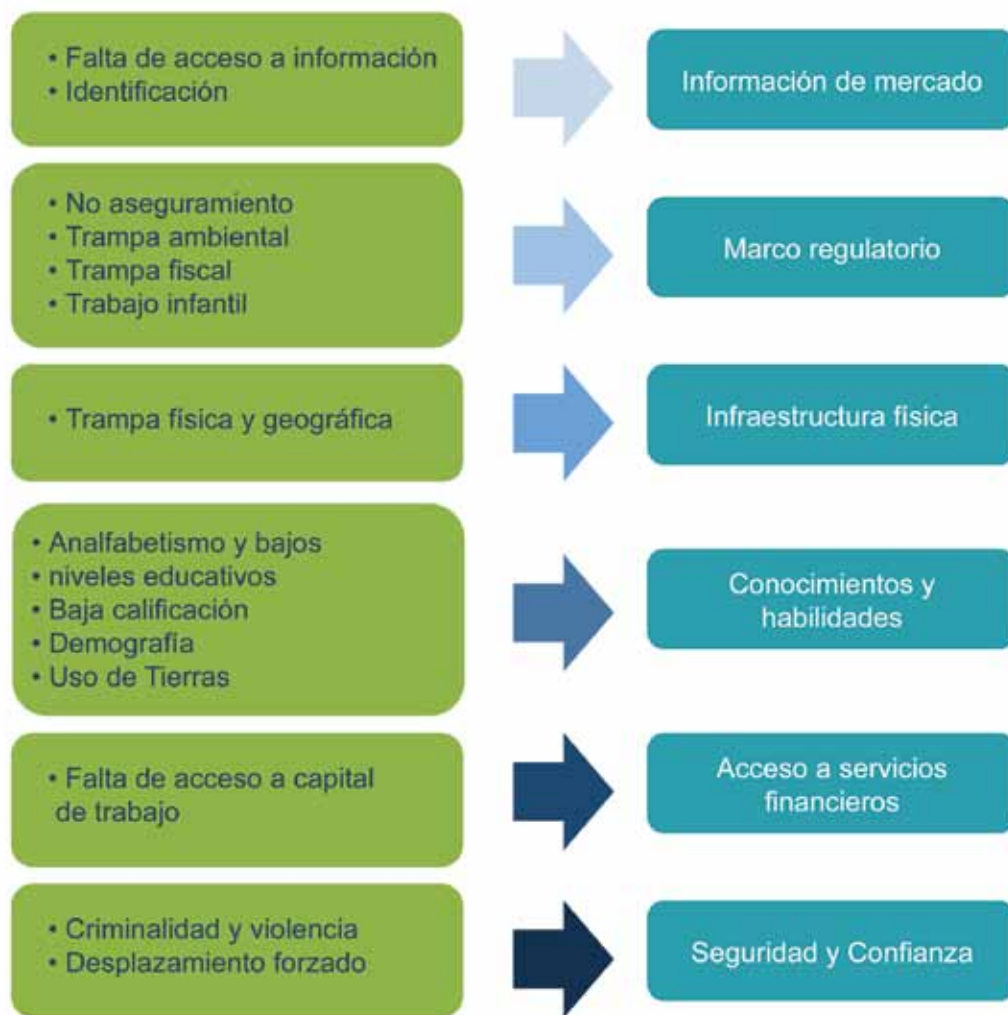 • Falta de acceso a información
• Identificación
Información de mercado
• No aseguramiento
• Trampa ambiental
• Trampa fiscal
• Trabajo infantil
Marco regulatorio
• Trampa física y geográfica
Infraestructura física
• Analfabetismo y bajos
• niveles educativos
• Baja calificación
• Demografía
• Uso de Tierras
Conocimientos y
habilidades
• Falta de acceso a capital
de trabajo
Acceso a servicios
financieros
• Criminalidad y violencia
• Desplazamiento forzado
Seguridad y Confianza